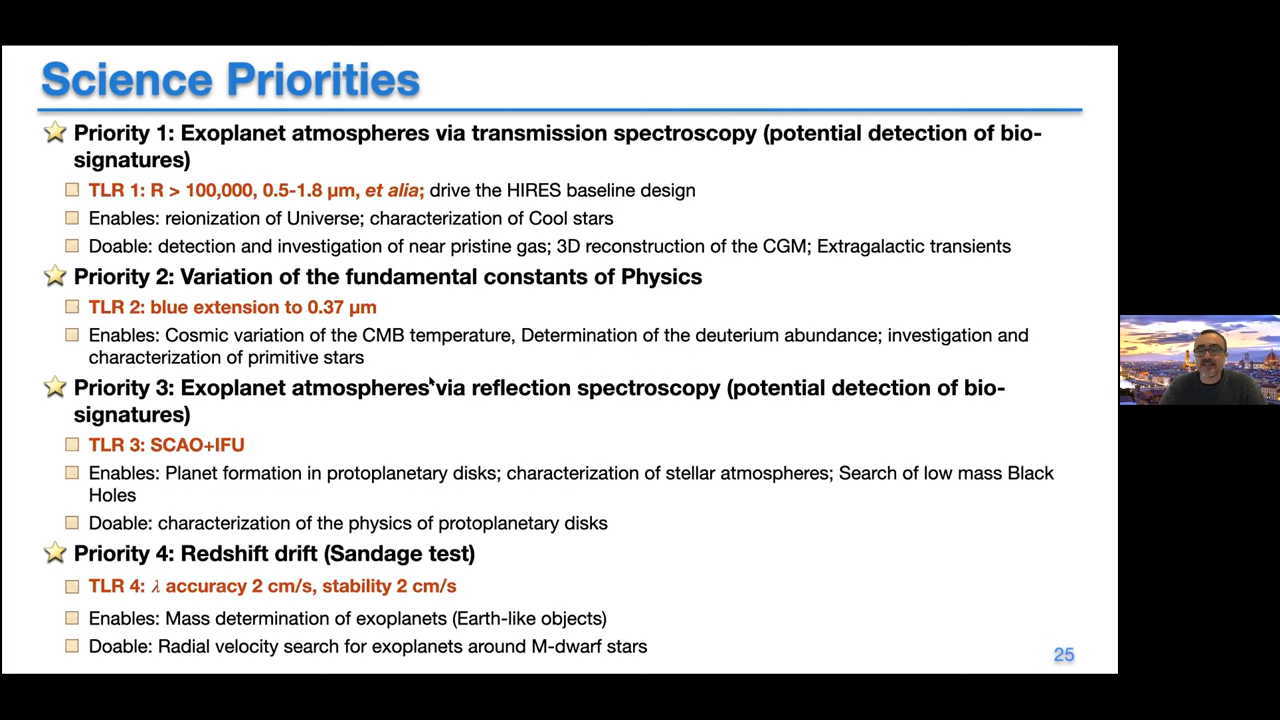 Science Priorities
Priority 1: Exoplanet atmospheres via transmission spectroscopy (potential detection of bio-
signatures)
TLR 1: R > 100,000, 0.5-1.8 μm, et alia; drive the HIRES baseline design
Enables: reionization of Universe; characterization of Cool stars
Doable: detection and investigation of near pristine gas; 3D reconstruction of the CGM; Extragalactic transients
Priority 2: Variation of the fundamental constants of Physics
TLR 2: blue extension to 0.37 μm
Enables: Cosmic variation of the CMB temperature, Determination of the deuterium abundance; investigation and
characterization of primitive stars
Priority 3: Exoplanet atmospheres via reflection spectroscopy (potential detection of bio-
signatures)
TLR 3: SCAO+IFU
Enables: Planet formation in protoplanetary disks; characterization of stellar atmospheres; Search of low mass Black
Holes
Doable: characterization of the physics of protoplanetary disks
Priority 4: Redshift drift (Sandage test)
TLR 4: λ accuracy 2 cm/s, stability 2 cm/s
Enables: Mass determination of exoplanets (Earth-like objects)
Doable: Radial velocity search for exoplanets around M-dwarf stars
25